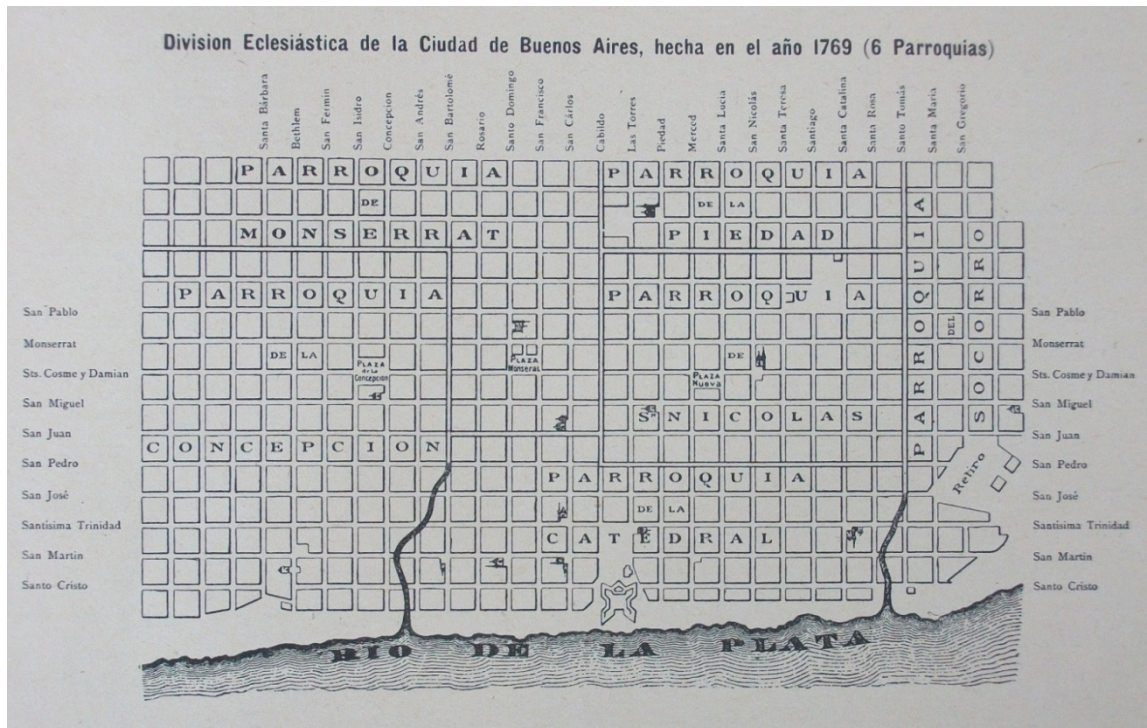 Division Eclesiástica de la Ciudad de Buenos Aires, hecha en el año 1769 (6 Parroquias)
Santa Bárbara
Bethlem
San Fermin
San Isidro
Concepcion
San Andrés
San Bartolomé
Rosario
Santo Domingo
San Francisco
San Cárlos
Cabildo
Las Torres
Piedad
Merced
Santa Lucia
San Nicolás
Santa Teresa
Santiago
Santa Catalina
Santa Rosa
Santo Tomás
Santa Maria
San Gregorio
PARROQUIA
DE
MONSERRAT
PARROQUIA
DE LA
PIEDAD
PARROQUIA
DE LA
CONCEPCION
PLAZA
de La
Concepcion
PLAZA
Monserat
PARROQUIA
DE
Sn NICOLAS
PLAZA
NUEVA
PARROQUIA
DEL
SOCORRO
PARROQUIA
DE LA
CATEDRAL
Retiro
San Pablo
Monserrat
Sts. Cosme y Damian
San Miguel
San Juan
San Pedro
San José
Santisima Trinidad
San Martin
Santo Cristo
San Pablo
Monserrat
Sts. Cosme y Damian
San Miguel
San Juan
San Pedro
San José
Santisima Trinidad
San Martin
Santo Cristo
RIO DE LA PLATA